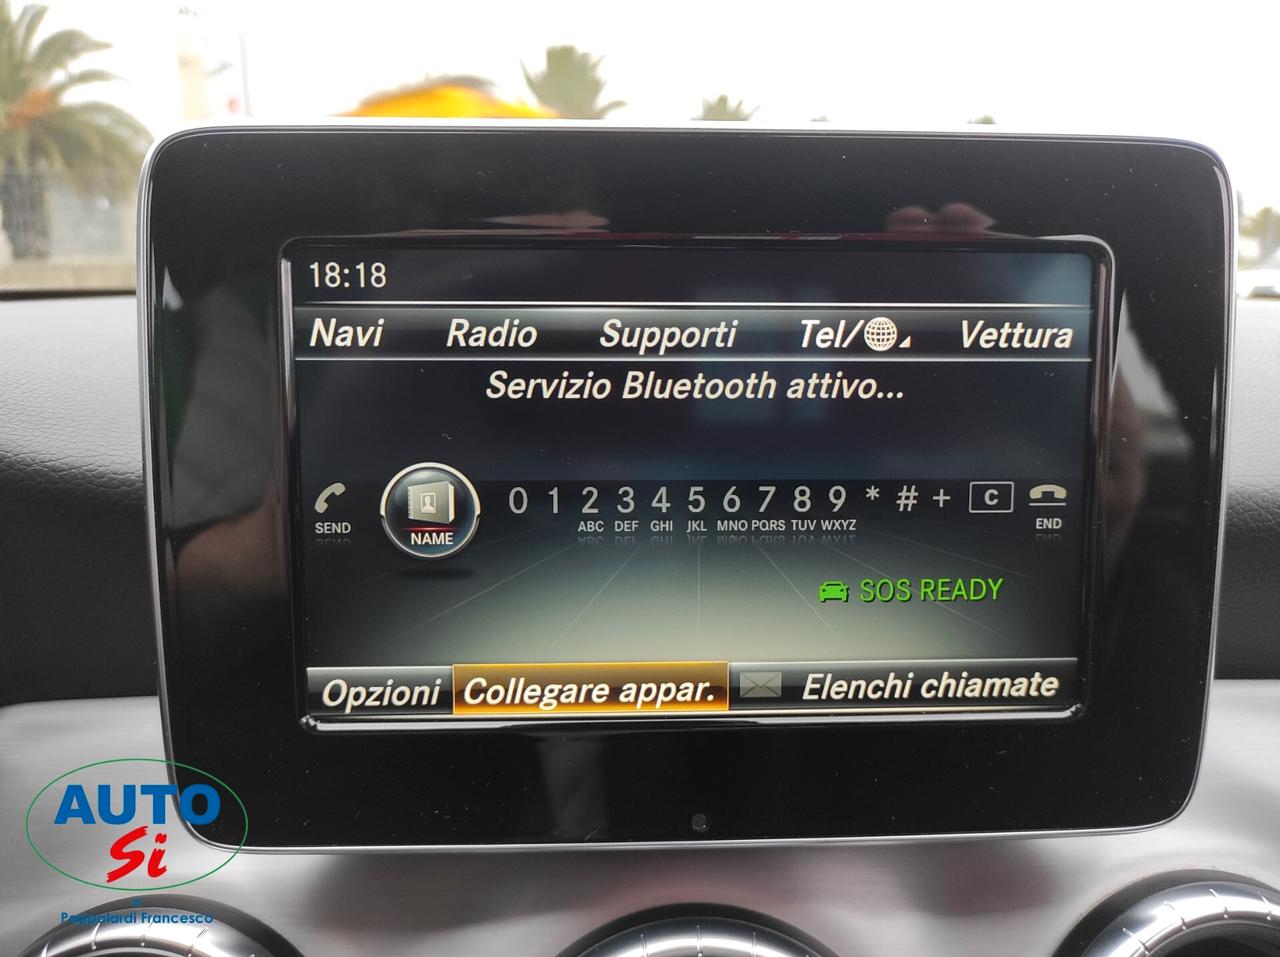 18:18
Navi Radio Supporti Tel/ Vettura
Servizio Bluetooth attivo...
0 1 2 3 4 5 6 7 8 9 * # + C
SEND NAME ABC DEF GHI JKL MNO PQRS TUV WXYZ END
SOS READY
Opzioni Collegare appar. Elenchi chiamate
AUTO
Si
di
Pappalardi Francesco